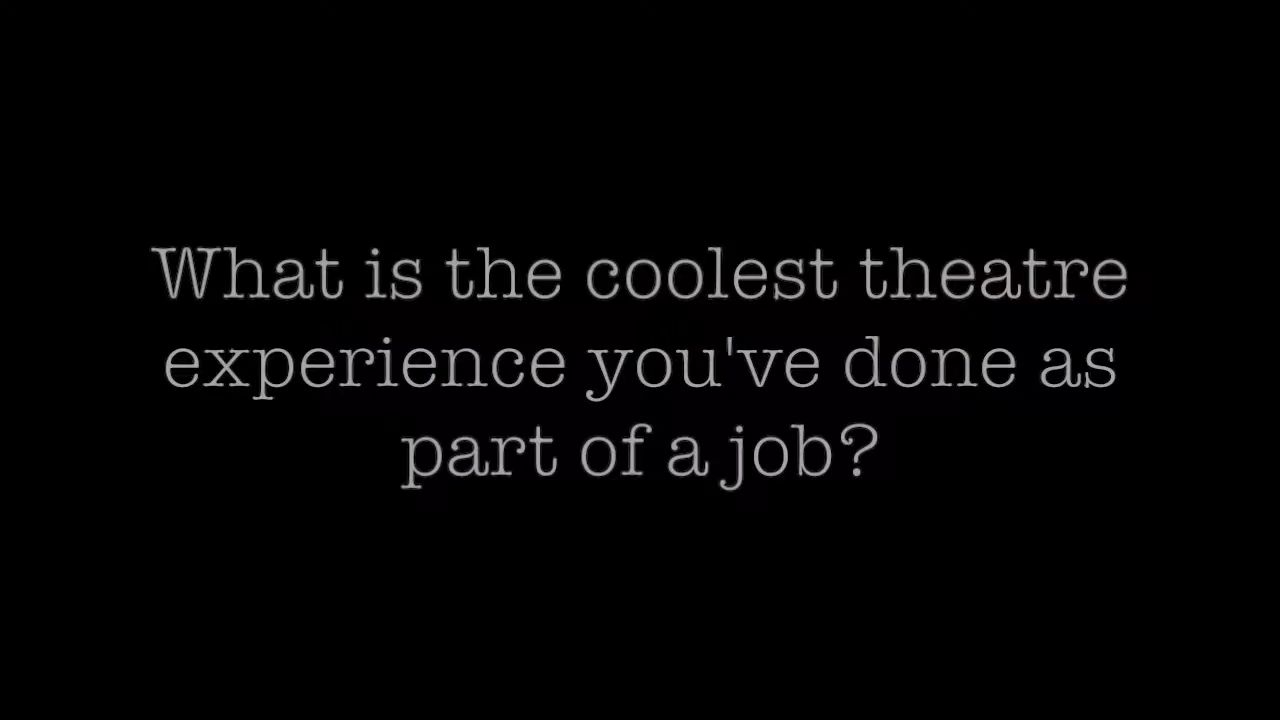 What is the coolest theatre
experience you've done as
part of a job?